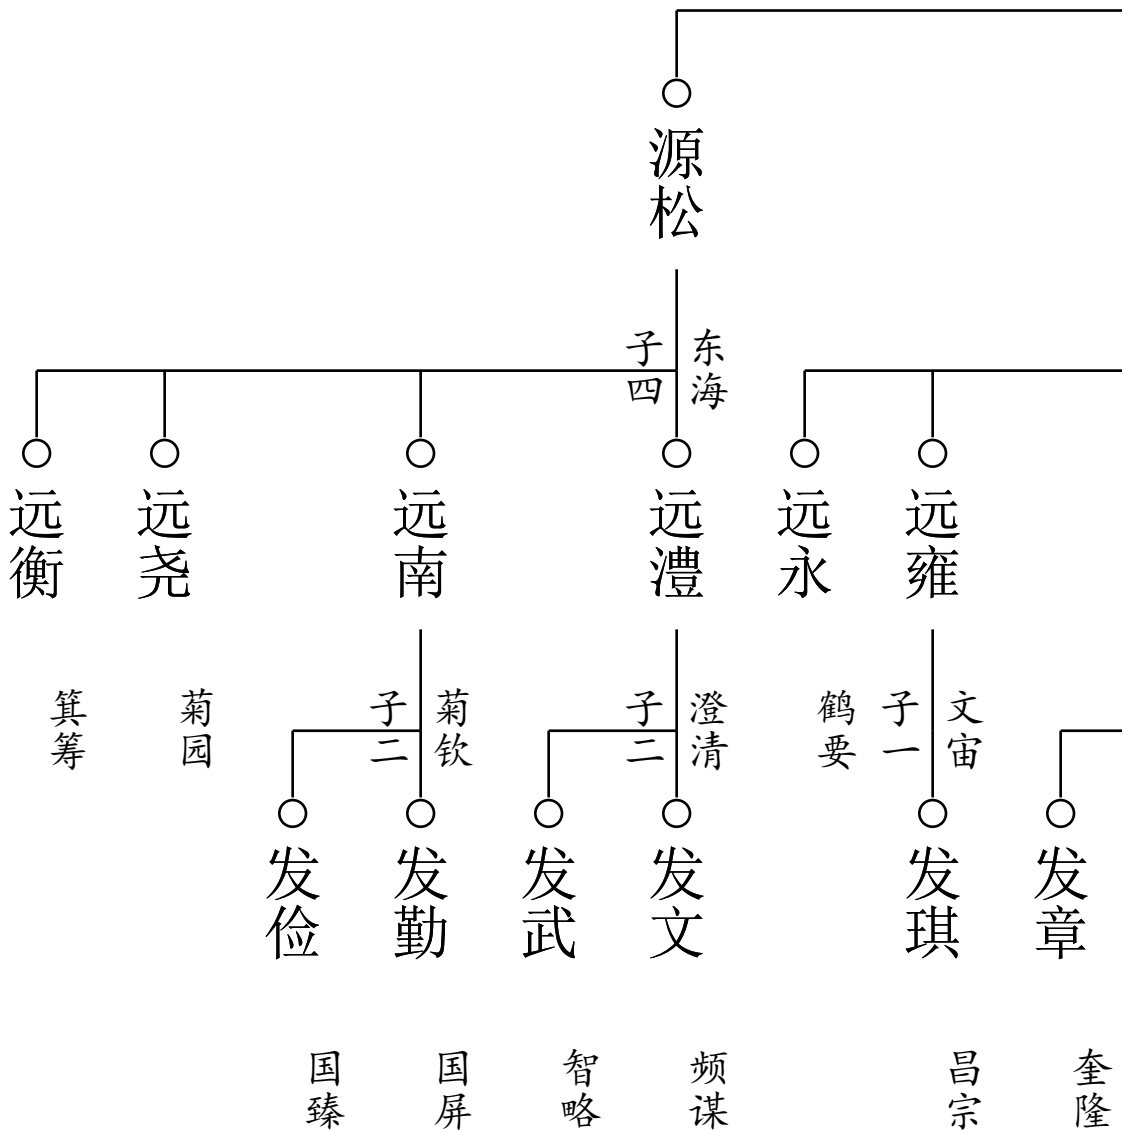 源松
东海
子四
远雍
远永
远澧
远南
远尧
远衡
文宙
子一
鹤要
澄清
子二
菊钦
子二
菊园
箕筹
发章
发琪
发文
发武
发勤
发俭
奎隆
昌宗
频谋
智略
国屏
国臻